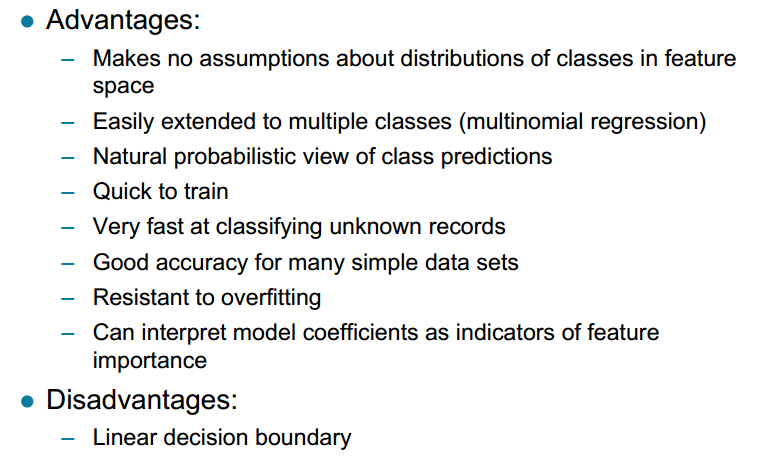 ● Advantages:
– Makes no assumptions about distributions of classes in feature
space
– Easily extended to multiple classes (multinomial regression)
– Natural probabilistic view of class predictions
– Quick to train
– Very fast at classifying unknown records
– Good accuracy for many simple data sets
– Resistant to overfitting
– Can interpret model coefficients as indicators of feature
importance
● Disadvantages:
– Linear decision boundary